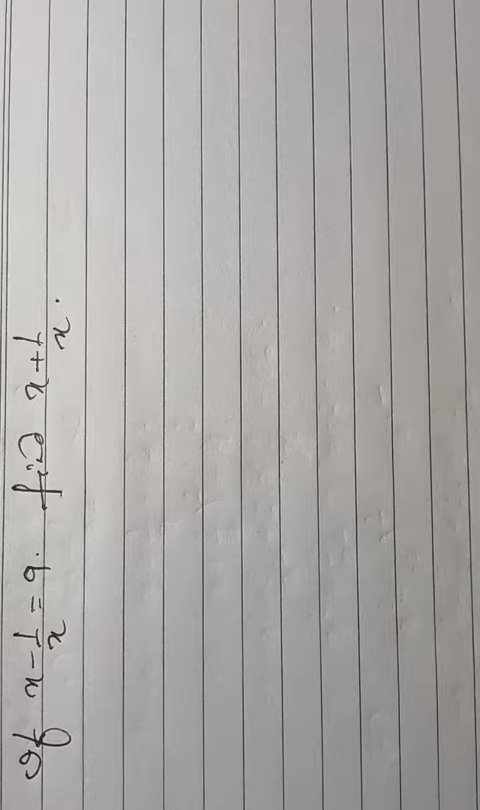 If x - 1/x = 9. find x + 1/x.